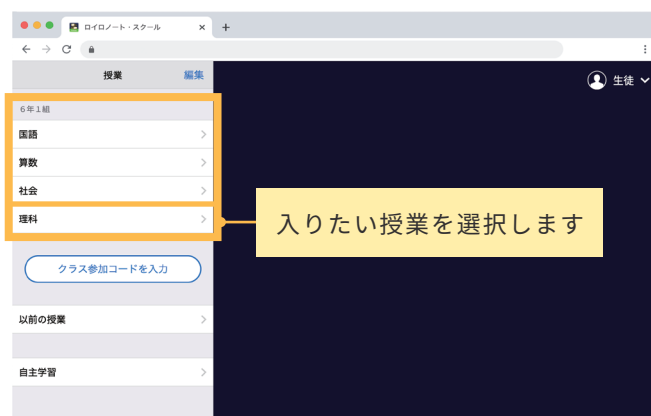 ロイロノート・スクール
授業 編集
生徒
6年1組
国語
算数
社会
理科
入りたい授業を選択します
クラス参加コードを入力
以前の授業
自主学習